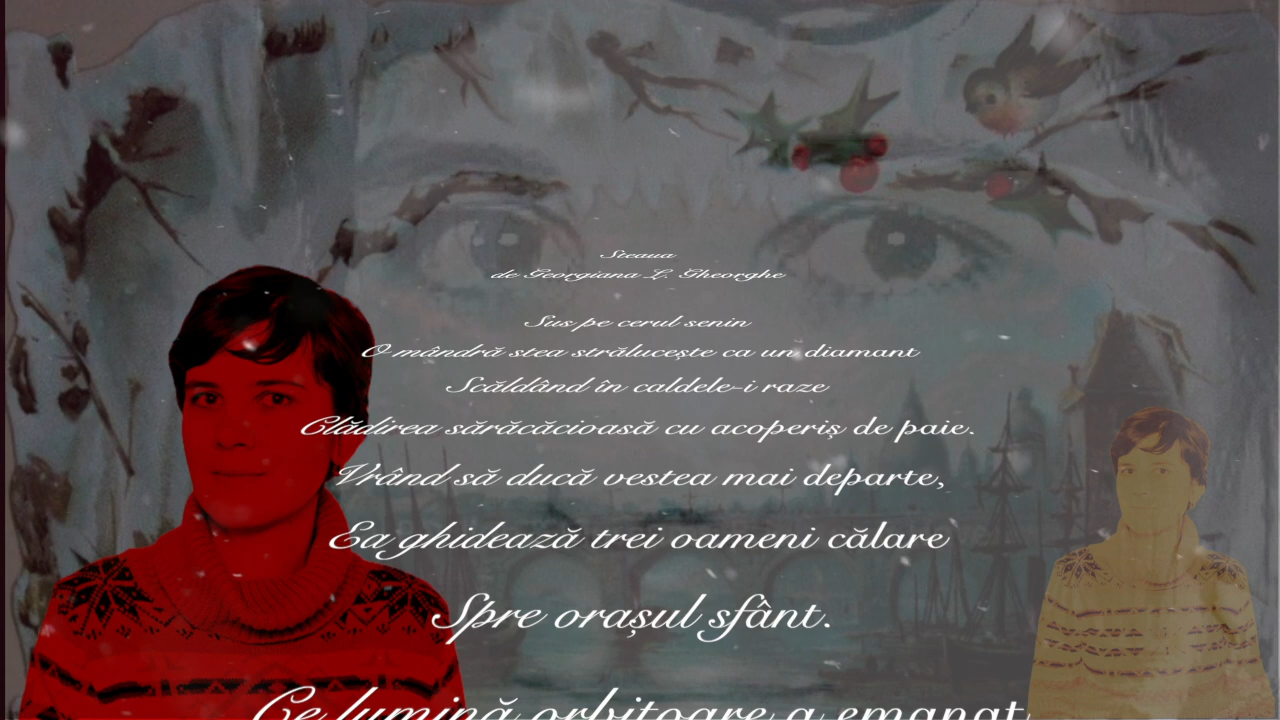 Steaua
de Georgiana L. Gheorghe
Sus pe cerul senin
O mândră stea strălucește ca un diamant
Scăldând în caldele-i raze
Clădirea sărăcăcioasă cu acoperiș de paie.
Vrând să ducă vestea mai departe,
Ea ghidează trei oameni călare
Spre orașul sfânt.
Ce lumină orbitoare a emanat